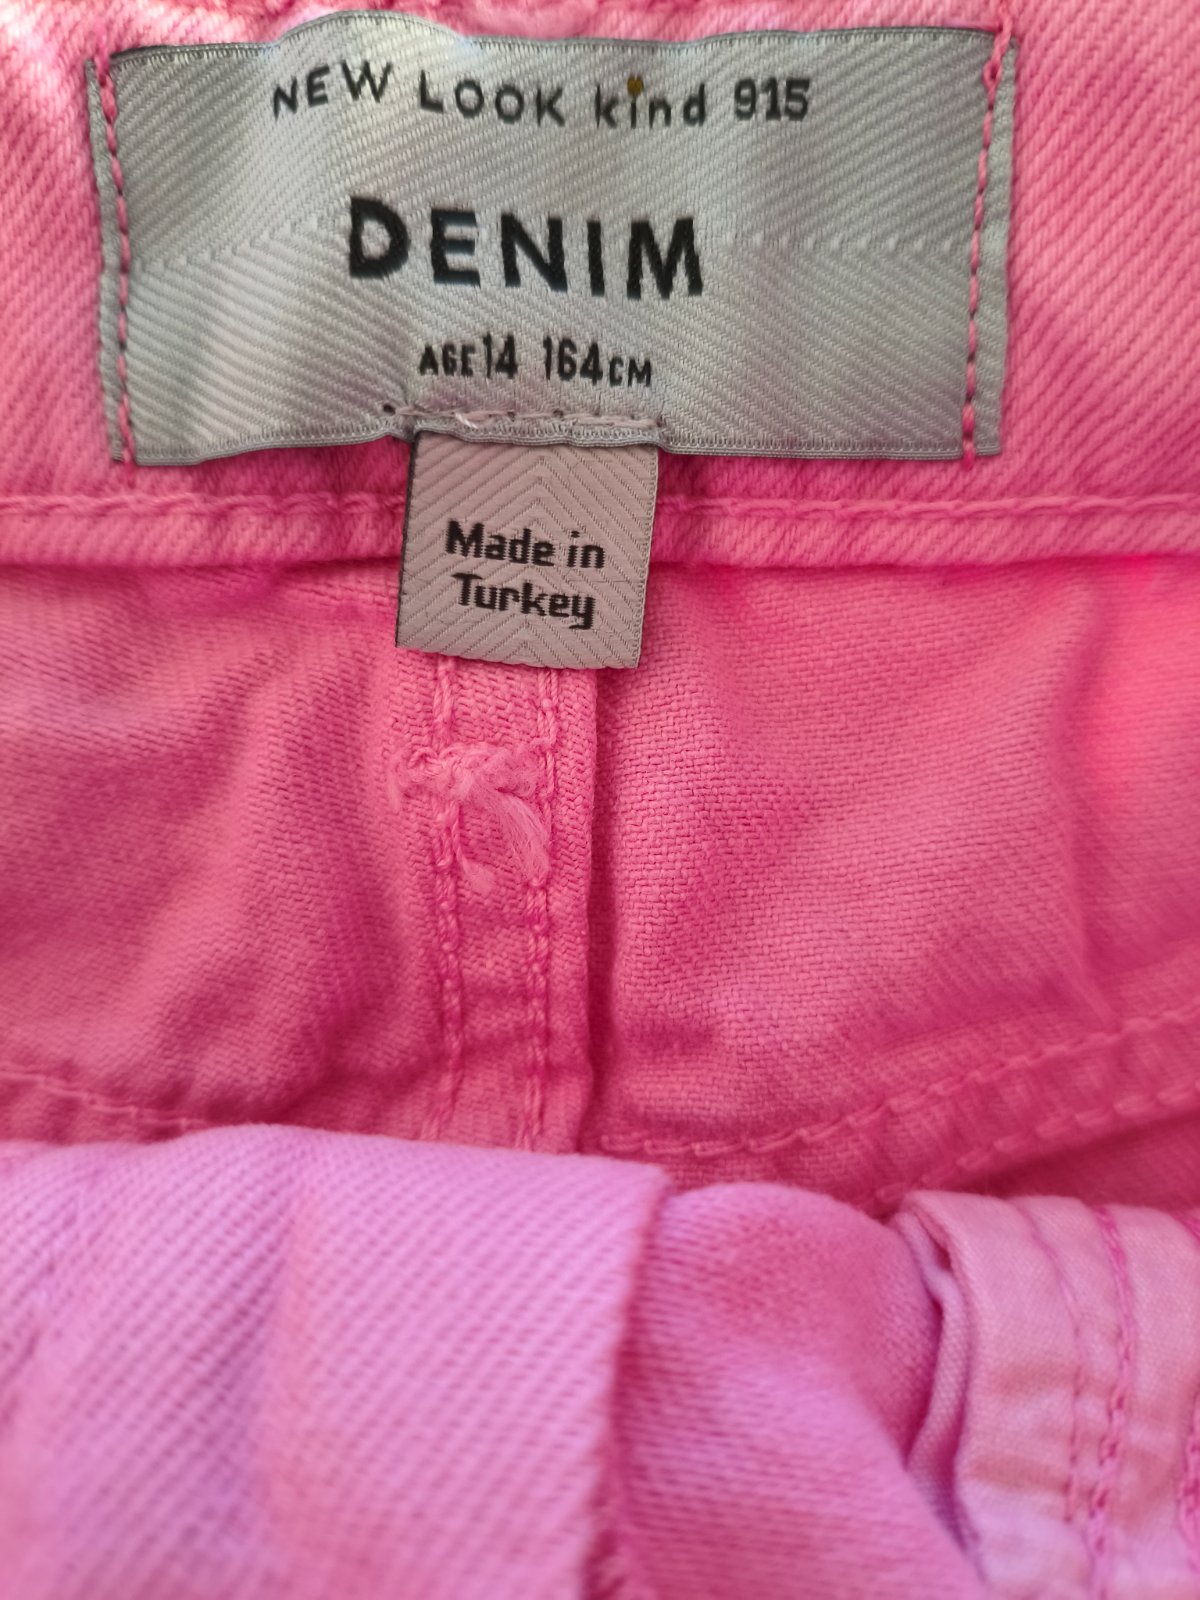 NEW LOOK kind 915
DENIM
AGE 14 164CM
Made in
Turkey